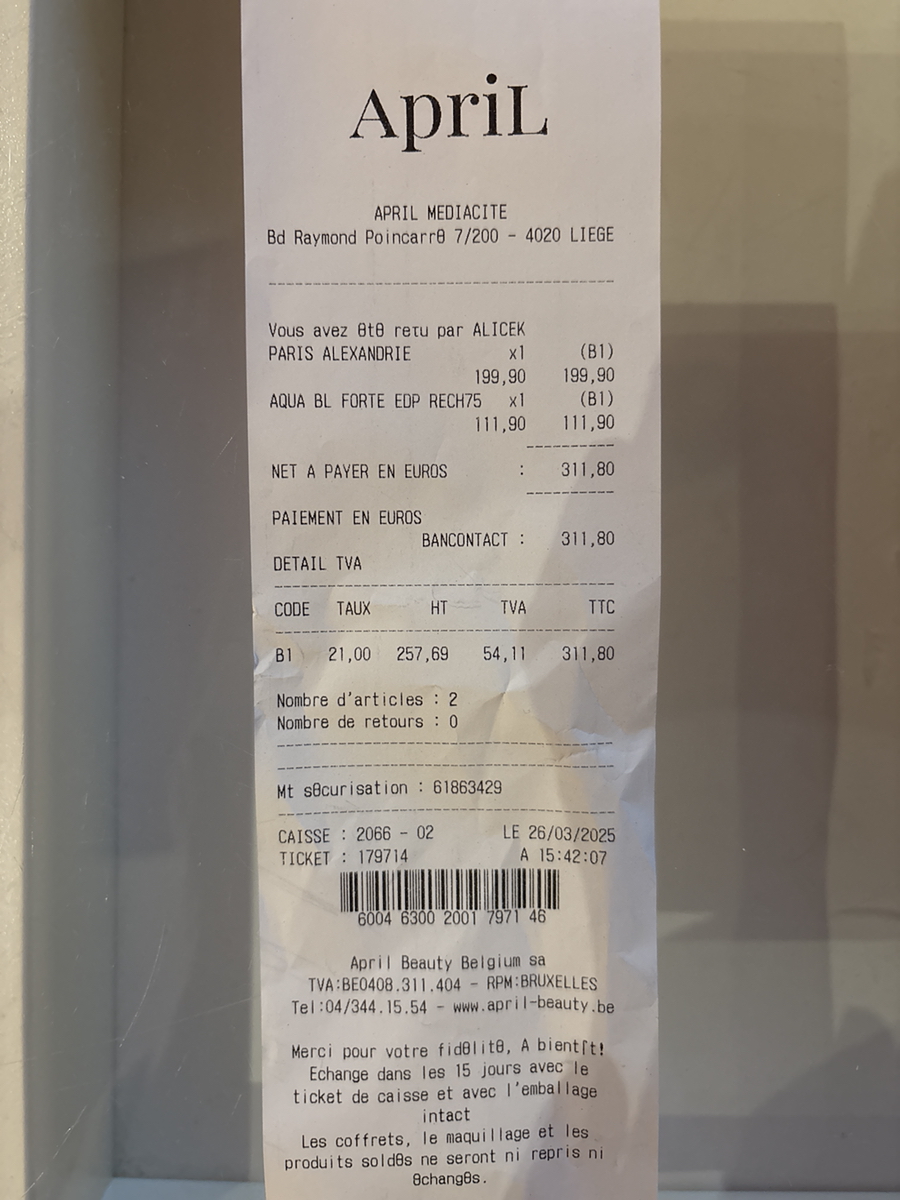 ApriL
APRIL MEDIACITE
Bd Raymond Poincarrθ 7/200 - 4020 LIEGE
Vous avez θtθ retu par ALICEK
PARIS ALEXANDRIE x1 (B1)
199,90 199,90
AQUA BL FORTE EDP RECH75 x1 (B1)
111,90 111,90
NET A PAYER EN EUROS : 311,80
PAIEMENT EN EUROS
BANCONTACT : 311,80
DETAIL TVA
CODE TAUX HT TVA TTC
B1 21,00 257,69 54,11 311,80
Nombre d'articles : 2
Nombre de retours : 0
Mt sθcurisation : 61863429
CAISSE : 2066 - 02 LE 26/03/2025
TICKET : 179714 A 15:42:07
6004 6300 2001 7971 46
April Beauty Belgium sa
TVA:BE0408.311.404 - RPM:BRUXELLES
Tel:04/344.15.54 - www.april-beauty.be
Merci pour votre fidθlitθ, A bient⌈t!
Echange dans les 15 jours avec le
ticket de caisse et avec l'emballage
intact
Les coffrets, le maquillage et les
produits soldθs ne seront ni repris ni
θchangθs.